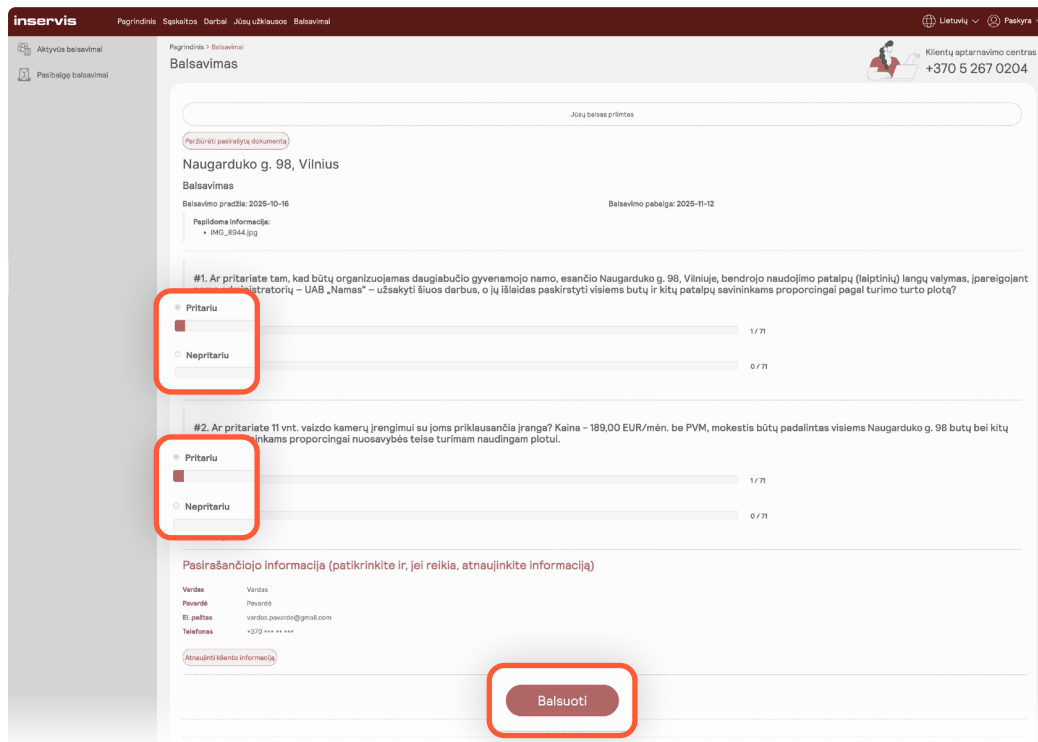 inservis
Pagrindinis Sąskaitos Darbai Jūsų užklausos Balsavimai
Lietuvių
Paskyra
Aktyvūs balsavimai
Pasibaigę balsavimai
Pagrindinis > Balsavimai
Balsavimas
Klientų aptarnavimo centras
+370 5 267 0204
Jūsų balsas priimtas
Peržiūrėti pasirašytą dokumentą
Naugarduko g. 98, Vilnius
Balsavimas
Balsavimo pradžia: 2025-10-16
Balsavimo pabaiga: 2025-11-12
Papildoma informacija:
• IMG_8944.jpg
#1. Ar pritariate tam, kad būtų organizuojamas daugiabučio gyvenamojo namo, esančio Naugarduko g. 98, Vilniuje, bendrojo naudojimo patalpų (laiptinių) langų valymas, įpareigojant
administratorių – UAB „Namas“ – užsakyti šiuos darbus, o jų išlaidas paskirstyti visiems butų ir kitų patalpų savininkams proporcingai pagal turimo turto plotą?
Pritariu
1 / 71
Nepritariu
0 / 71
#2. Ar pritariate 11 vnt. vaizdo kamerų įrengimui su joms priklausančia įranga? Kaina – 189,00 EUR/mėn. be PVM, mokestis būtų padalintas visiems Naugarduko g. 98 butų bei kitų
proporcingai nuosavybės teise turimam naudingam plotui.
Pritariu
1 / 71
Nepritariu
0 / 71
Pasirašančiojo informacija (patikrinkite ir, jei reikia, atnaujinkite informaciją)
Vardas Vardas
Pavardė Pavardė
El. paštas vardas.pavarde@gmail.com
Telefonas +370 *** ** ***
Atnaujinti kliento informaciją
Balsuoti